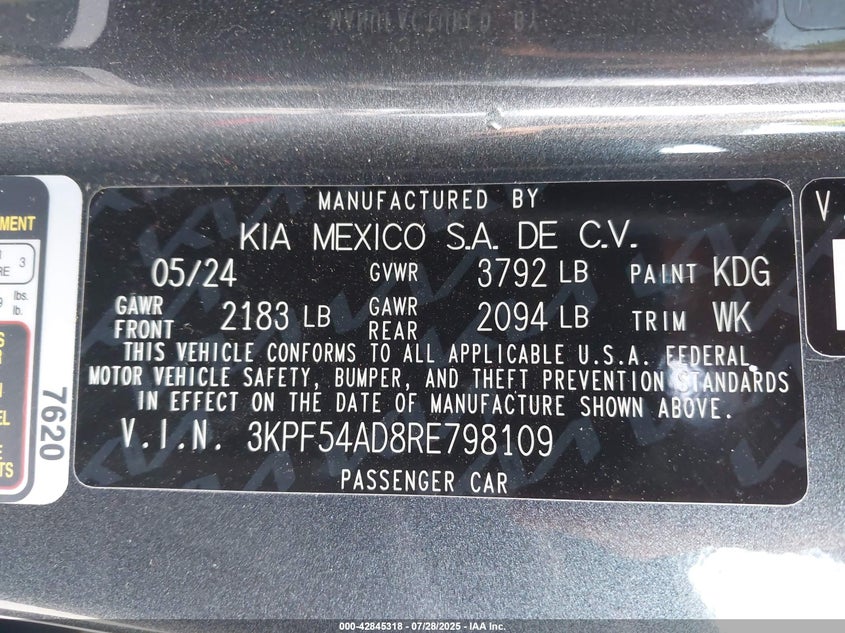 MANUFACTURED BY
KIA MEXICO S.A. DE C.V.
05/24 GVWR 3792 LB PAINT KDG
GAWR FRONT 2183 LB GAWR REAR 2094 LB TRIM WK
THIS VEHICLE CONFORMS TO ALL APPLICABLE U.S.A. FEDERAL
MOTOR VEHICLE SAFETY, BUMPER, AND THEFT PREVENTION STANDARDS
IN EFFECT ON THE DATE OF MANUFACTURE SHOWN ABOVE.
V.I.N. 3KPF54AD8RE798109
PASSENGER CAR
7620
3
lbs.
lb.
V.
000-42845318 | 07/28/2025 - IAA Inc.